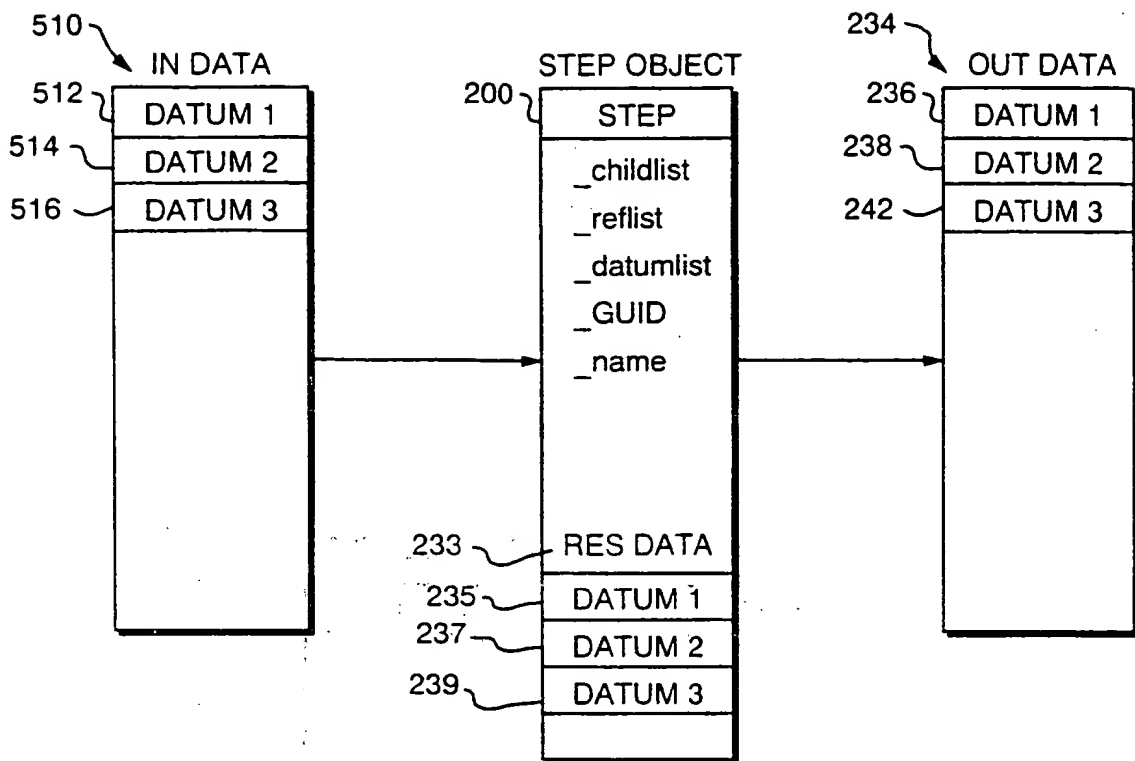 510
IN DATA
512
DATUM 1
514
DATUM 2
516
DATUM 3
STEP OBJECT
200
STEP
_childlist
_reflist
_datumlist
_GUID
_name
233
RES DATA
235
DATUM 1
237
DATUM 2
239
DATUM 3
234
OUT DATA
236
DATUM 1
238
DATUM 2
242
DATUM 3